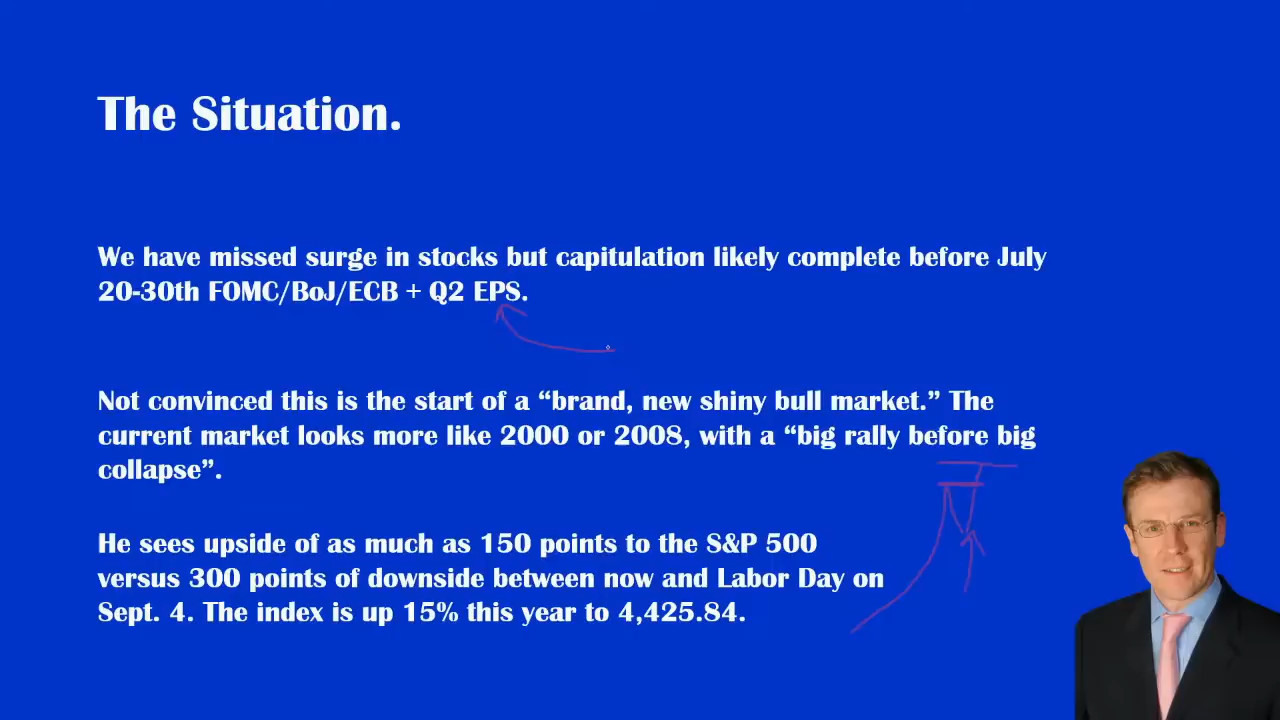 The Situation.
We have missed surge in stocks but capitulation likely complete before July
20-30th FOMC/BoJ/ECB + Q2 EPS.
Not convinced this is the start of a “brand, new shiny bull market.” The
current market looks more like 2000 or 2008, with a “big rally before big
collapse”.
He sees upside of as much as 150 points to the S&P 500
versus 300 points of downside between now and Labor Day on
Sept. 4. The index is up 15% this year to 4,425.84.